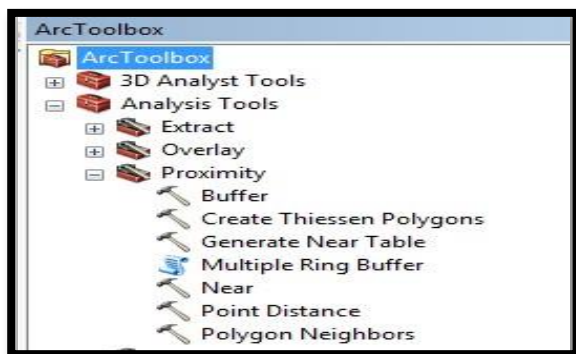 ArcToolbox
ArcToolbox
3D Analyst Tools
Analysis Tools
Extract
Overlay
Proximity
Buffer
Create Thiessen Polygons
Generate Near Table
Multiple Ring Buffer
Near
Point Distance
Polygon Neighbors